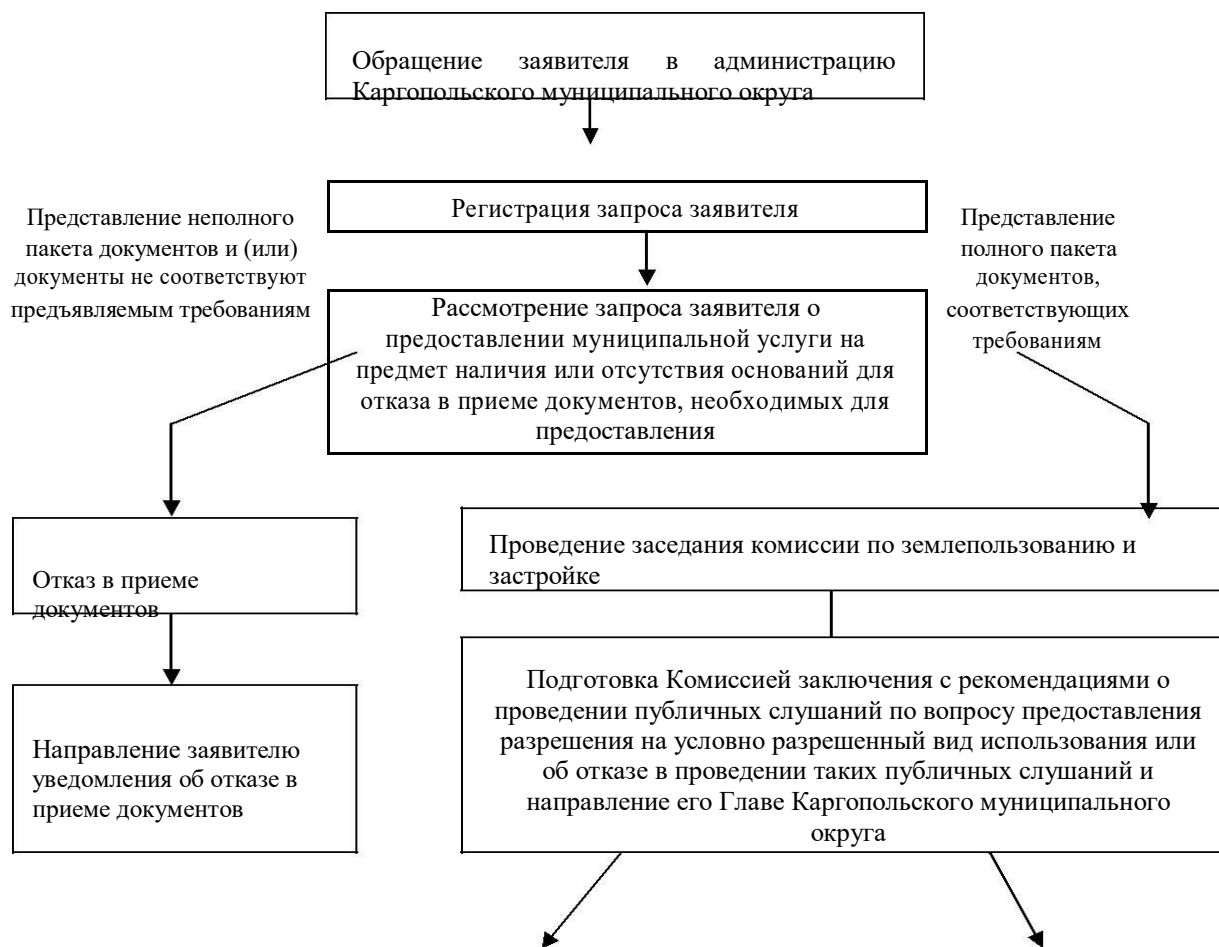 Обращение заявителя в администрацию
Каргопольского муниципального округа
Регистрация запроса заявителя
Представление неполного
пакета документов и (или)
документы не соответствуют
предъявляемым требованиям
Представление
полного пакета
документов,
соответствующих
требованиям
Рассмотрение запроса заявителя о
предоставлении муниципальной услуги на
предмет наличия или отсутствия оснований для
отказа в приеме документов, необходимых для
предоставления
Отказ в приеме
документов
Проведение заседания комиссии по землепользованию и
застройке
Направление заявителю
уведомления об отказе в
приеме документов
Подготовка Комиссией заключения с рекомендациями о
проведении публичных слушаний по вопросу предоставления
разрешения на условно разрешенный вид использования или
об отказе в проведении таких публичных слушаний и
направление его Главе Каргопольского муниципального
округа